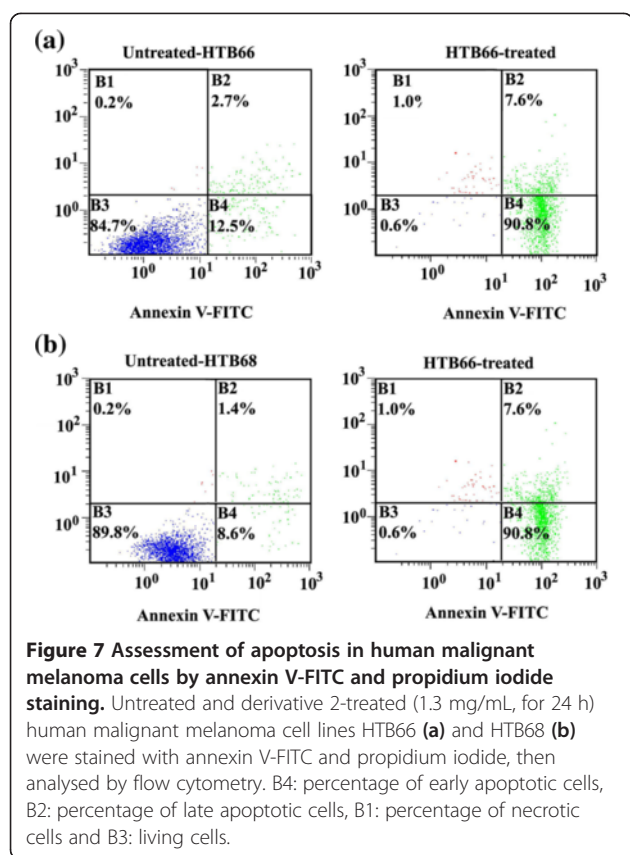 (a)
Untreated-HTB66
HTB66-treated
10³
B1
0.2%
B2
2.7%
10²
10¹
10⁰
B3
84.7%
B4
12.5%
10⁰ 10¹ 10² 10³
Annexin V-FITC
10³
B1
1.0%
B2
7.6%
10²
10¹
10⁰
B3
0.6%
B4
90.8%
10⁰ 10¹ 10² 10³
Annexin V-FITC
(b)
Untreated-HTB68
HTB66-treated
10³
B1
0.2%
B2
1.4%
10²
10¹
10⁰
B3
89.8%
B4
8.6%
10⁰ 10¹ 10² 10³
Annexin V-FITC
10³
B1
1.0%
B2
7.6%
10²
10¹
10⁰
B3
0.6%
B4
90.8%
10⁰ 10¹ 10² 10³
Annexin V-FITC
Figure 7 Assessment of apoptosis in human malignant
melanoma cells by annexin V-FITC and propidium iodide
staining. Untreated and derivative 2-treated (1.3 mg/mL, for 24 h)
human malignant melanoma cell lines HTB66 (a) and HTB68 (b)
were stained with annexin V-FITC and propidium iodide, then
analysed by flow cytometry. B4: percentage of early apoptotic cells,
B2: percentage of late apoptotic cells, B1: percentage of necrotic
cells and B3: living cells.